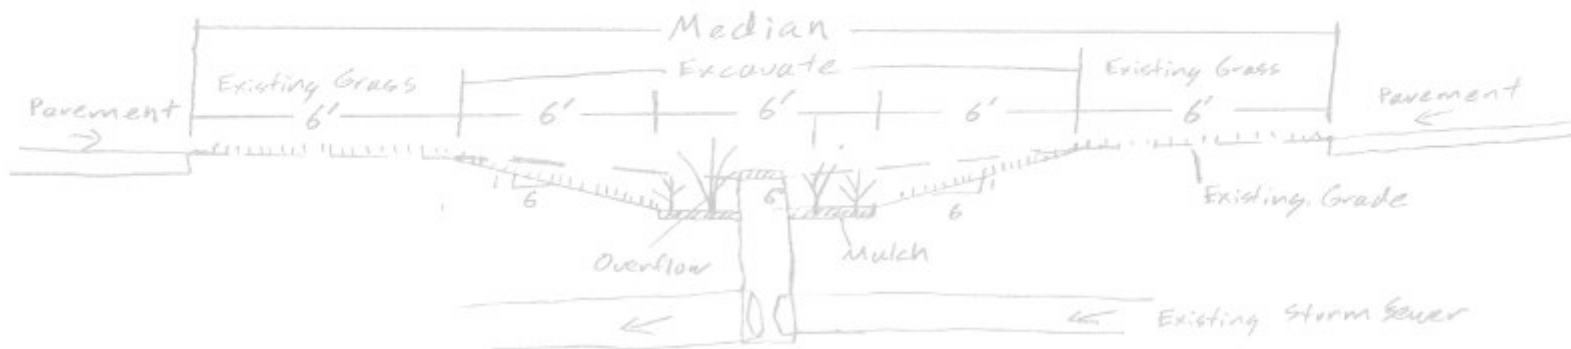 Median
Existing Grass
Excavate
Existing Grass
Pavement
6'
6'
6'
6'
6'
Pavement
1
6
6"
1
6
Existing Grade
Overflow
Mulch
Existing Storm Sewer